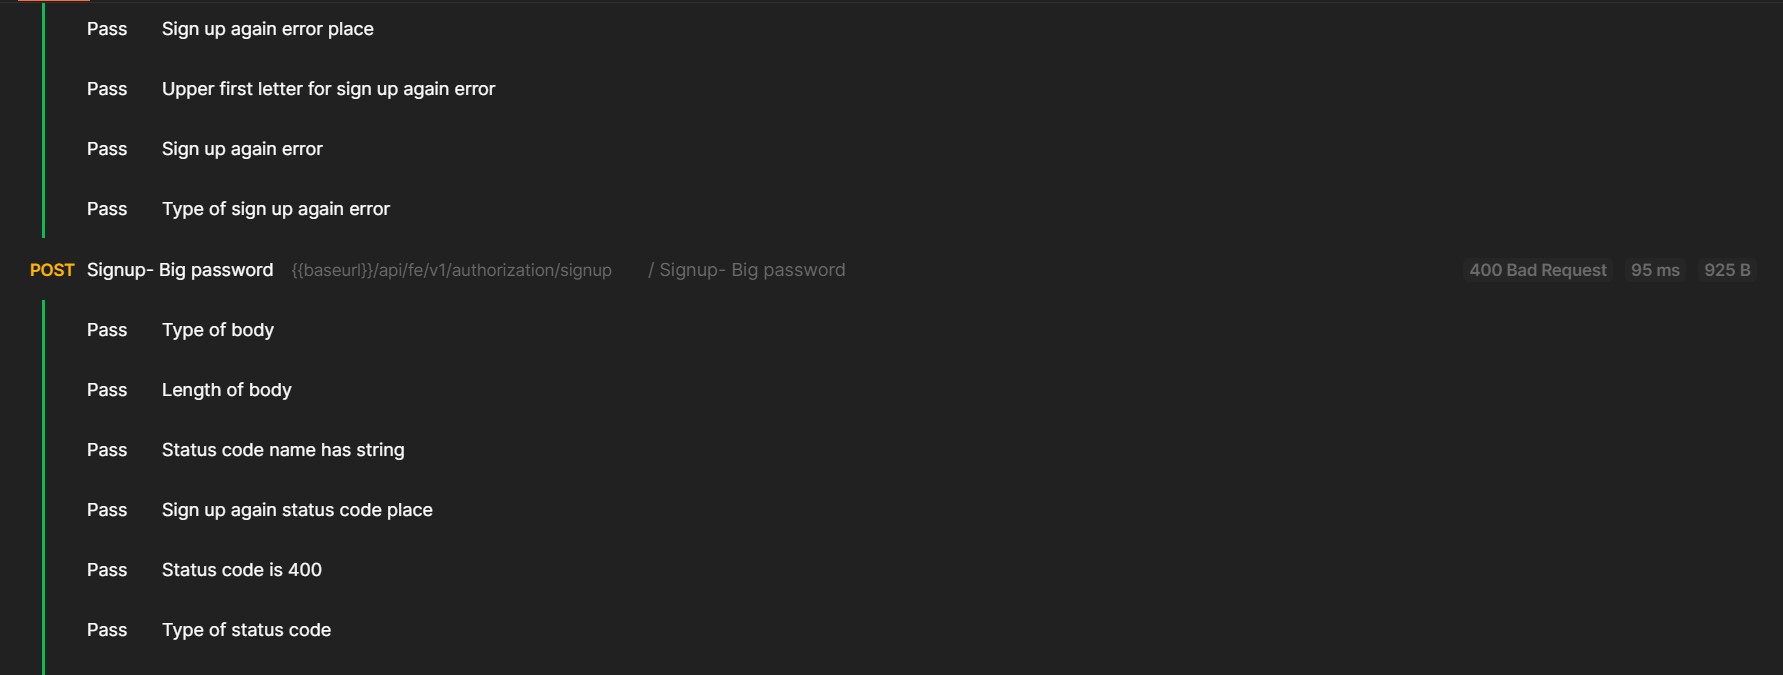 Pass Sign up again error place
Pass Upper first letter for sign up again error
Pass Sign up again error
Pass Type of sign up again error
POST Signup- Big password {{baseurl}}/api/fe/v1/authorization/signup / Signup- Big password 400 Bad Request 95 ms 925 B
Pass Type of body
Pass Length of body
Pass Status code name has string
Pass Sign up again status code place
Pass Status code is 400
Pass Type of status code